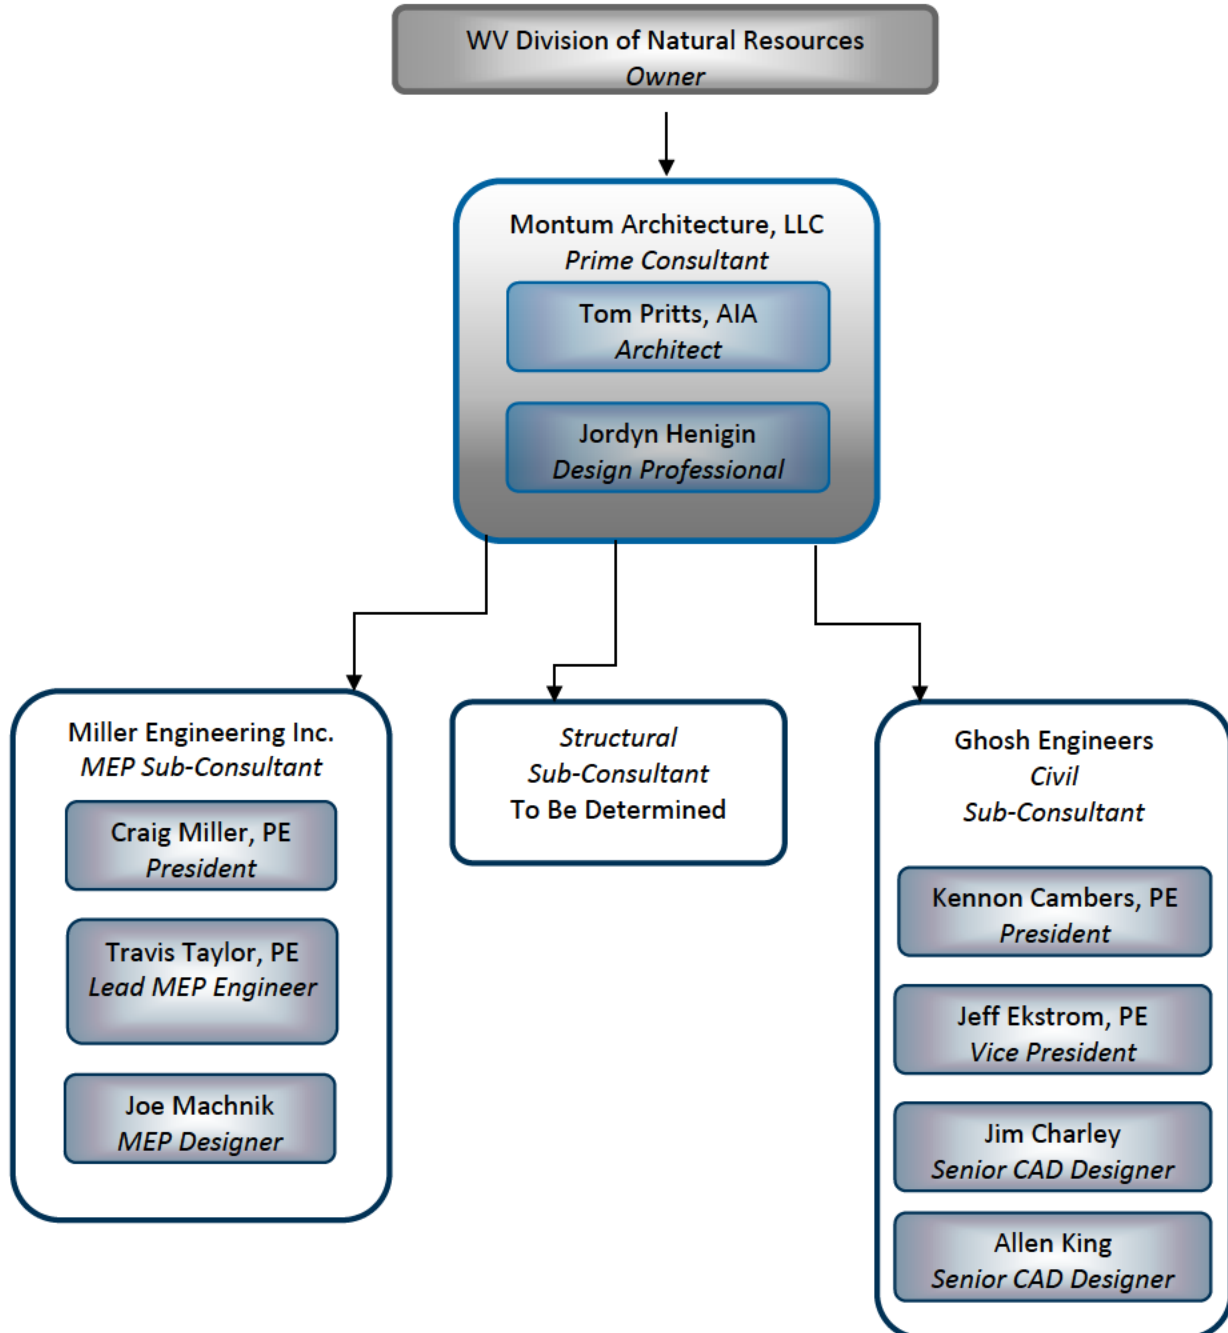 WV Division of Natural Resources
Owner
Montum Architecture, LLC
Prime Consultant
Tom Pritts, AIA
Architect
Jordyn Henigin
Design Professional
Miller Engineering Inc.
MEP Sub-Consultant
Craig Miller, PE
President
Travis Taylor, PE
Lead MEP Engineer
Joe Machnik
MEP Designer
Structural
Sub-Consultant
To Be Determined
Ghosh Engineers
Civil
Sub-Consultant
Kennon Cambers, PE
President
Jeff Ekstrom, PE
Vice President
Jim Charley
Senior CAD Designer
Allen King
Senior CAD Designer